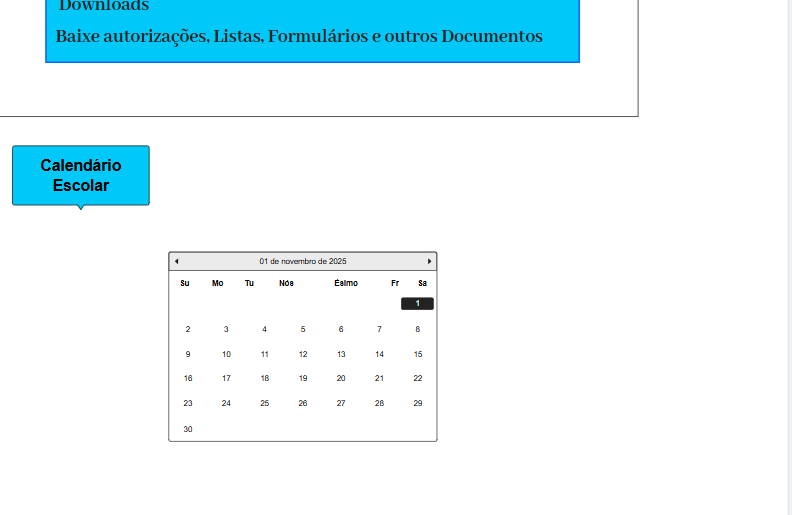 Downloads
Baixe autorizações, Listas, Formulários e outros Documentos
Calendário
Escolar
01 de novembro de 2025
Su Mo Tu Nós Ésimo Fr Sa
1
2 3 4 5 6 7 8
9 10 11 12 13 14 15
16 17 18 19 20 21 22
23 24 25 26 27 28 29
30